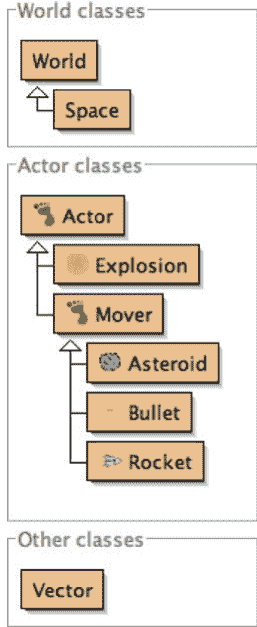 World classes
World
Space
Actor classes
Actor
Explosion
Mover
Asteroid
Bullet
Rocket
Other classes
Vector